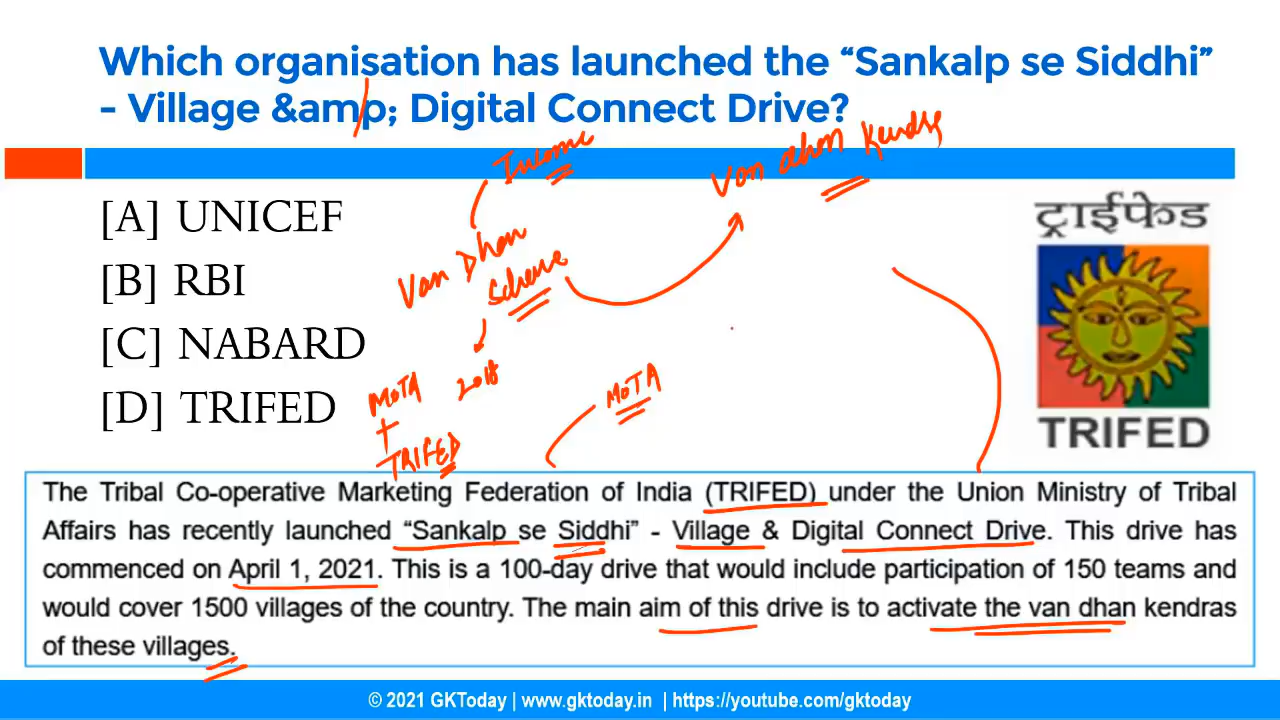 Which organisation has launched the “Sankalp se Siddhi”
- Village &amp; Digital Connect Drive?
Income
Van dhan Kendra
[A] UNICEF
Van Dhan
Scheme
[B] RBI
[C] NABARD
2018
MoTA
+
TRIFED
[D] TRIFED
MoTA
ट्राईफेड
TRIFED
The Tribal Co-operative Marketing Federation of India (TRIFED) under the Union Ministry of Tribal
Affairs has recently launched “Sankalp se Siddhi” - Village & Digital Connect Drive. This drive has
commenced on April 1, 2021. This is a 100-day drive that would include participation of 150 teams and
would cover 1500 villages of the country. The main aim of this drive is to activate the van dhan kendras
of these villages.
© 2021 GKToday | www.gktoday.in | https://youtube.com/gktoday